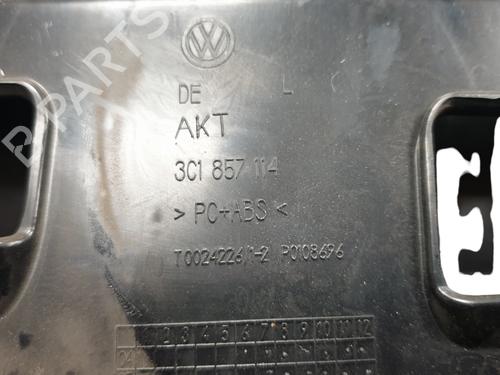 VW
DE L
AKT
3C1 857 114
> PC+ABS <
1 2 3 4 5 6 7 8 9 10 11 12
B-PARTS